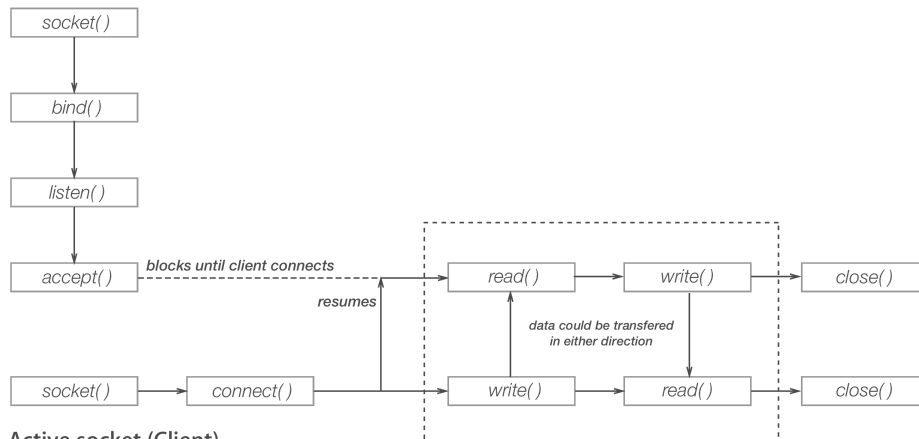 socket( )
bind( )
listen( )
accept( )
blocks until client connects
resumes
read( )
write( )
close( )
data could be transfered
in either direction
socket( )
connect( )
write( )
read( )
close( )
Active socket (Client)